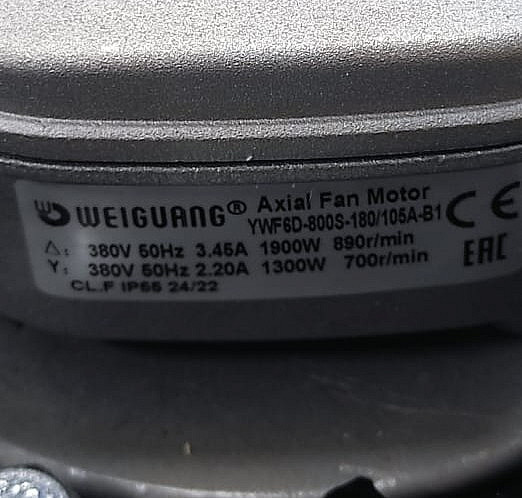 WEIGUANG® Axial Fan Motor
YWF6D-800S-180/105A-B1 CE
△: 380V 50Hz 3.45A 1900W 890r/min
Y: 380V 50Hz 2.20A 1300W 700r/min
EAC
CL.F IP55 24/22